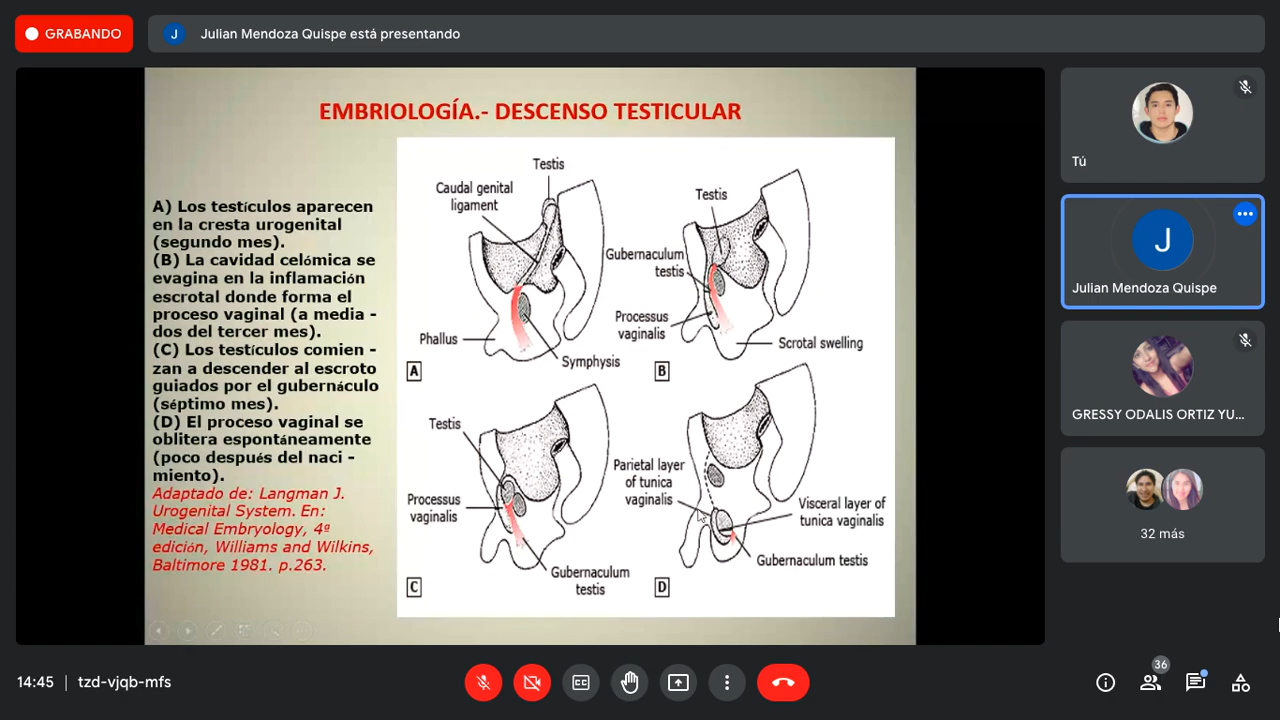 GRABANDO
J
Julian Mendoza Quispe está presentando
EMBRIOLOGÍA.- DESCENSO TESTICULAR
A) Los testículos aparecen
en la cresta urogenital
(segundo mes).
(B) La cavidad celómica se
evagina en la inflamación
escrotal donde forma el
proceso vaginal (a media -
dos del tercer mes).
(C) Los testículos comien -
zan a descender al escroto
guiados por el gubernáculo
(séptimo mes).
(D) El proceso vaginal se
oblitera espontáneamente
(poco después del naci -
miento).
Adaptado de: Langman J.
Urogenital System. En:
Medical Embryology, 4ª
edición, Williams and Wilkins,
Baltimore 1981. p.263.
Testis
Caudal genital
ligament
Phallus
Symphysis
A
Testis
Gubernaculum
testis
Processus
vaginalis
Scrotal swelling
B
Testis
Processus
vaginalis
Gubernaculum
testis
C
Parietal layer
of tunica
vaginalis
Visceral layer of
tunica vaginalis
Gubernaculum testis
D
Tú
J
Julian Mendoza Quispe
GRESSY ODALIS ORTIZ YU...
32 más
14:45 | tzd-vjqb-mfs
CC
36